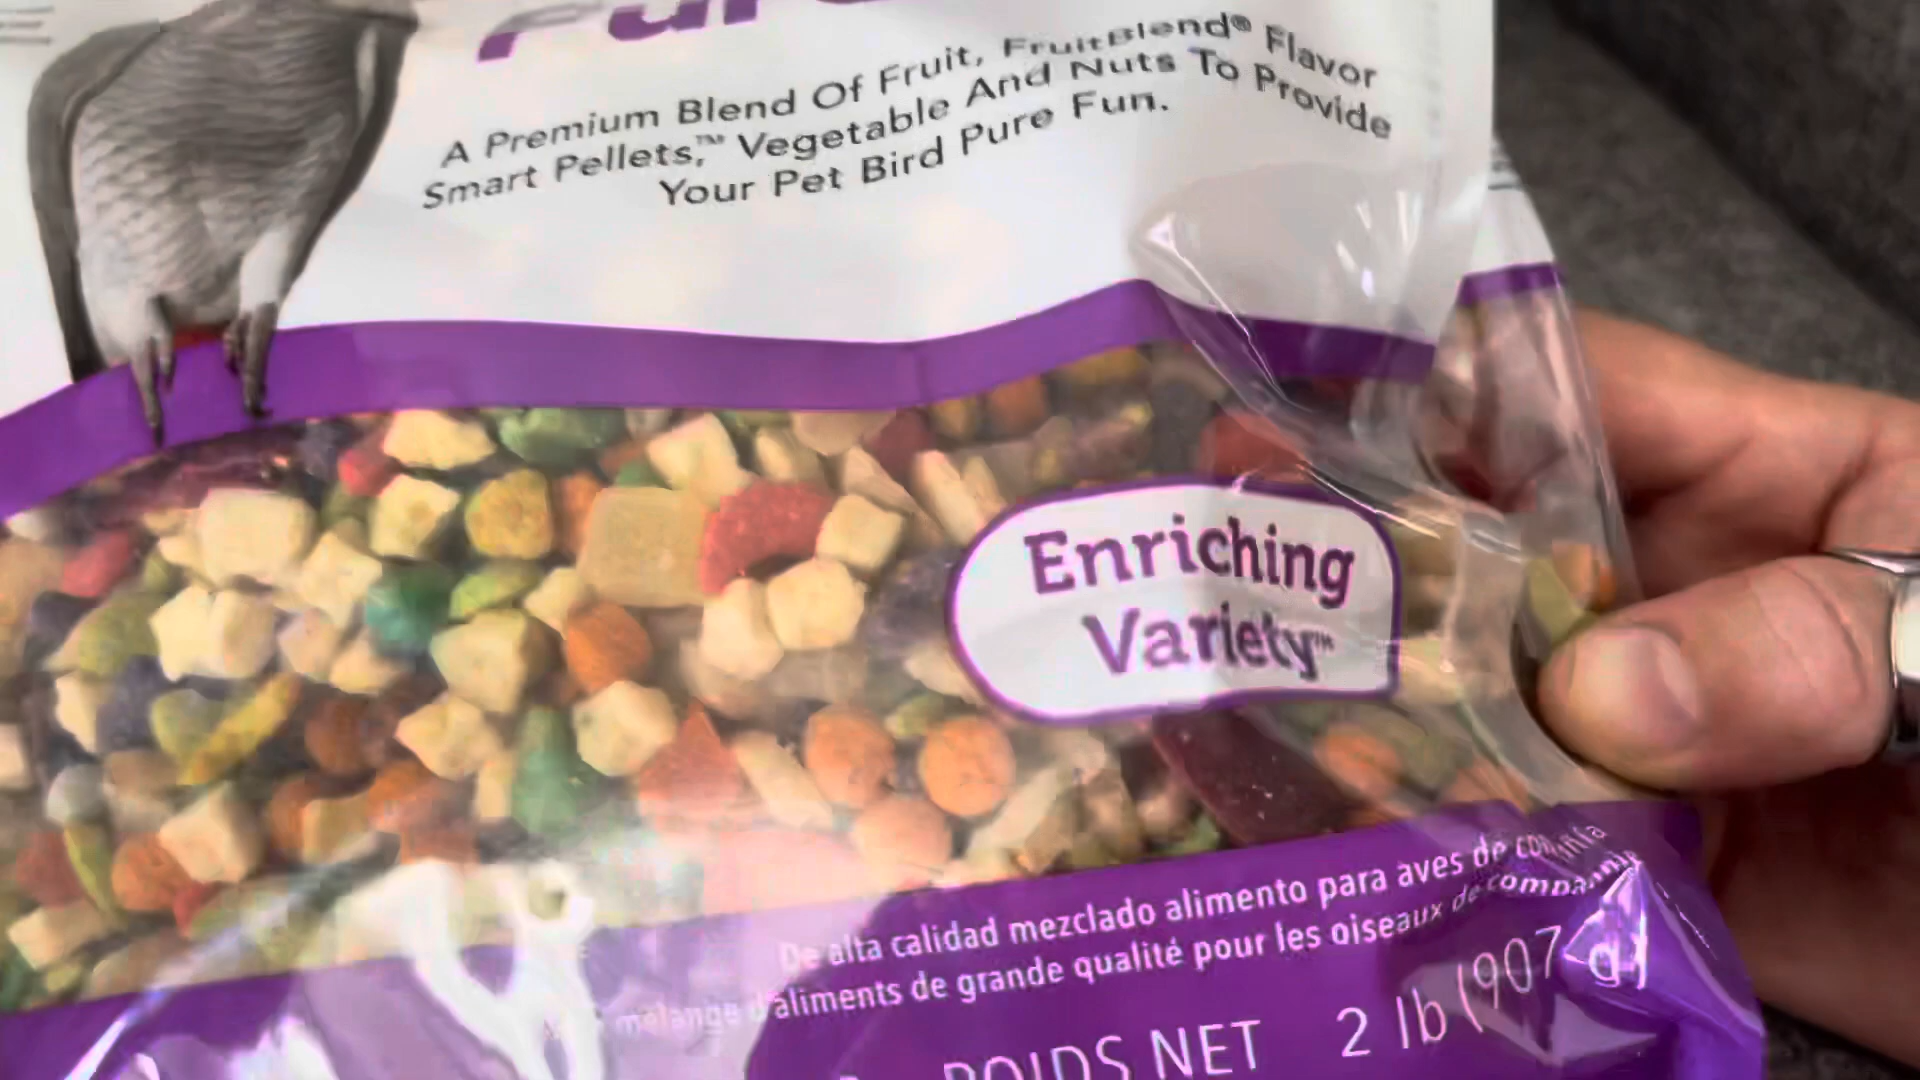 A Premium Blend Of Fruit, FruitBlend® Flavor
Smart Pellets,™ Vegetable And Nuts To Provide
Your Pet Bird Pure Fun.
Enriching
Variety™
De alta calidad mezclado alimento para aves de
mélange d'aliments de grande qualité pour les oiseaux de
POIDS NET 2 lb (907 g)